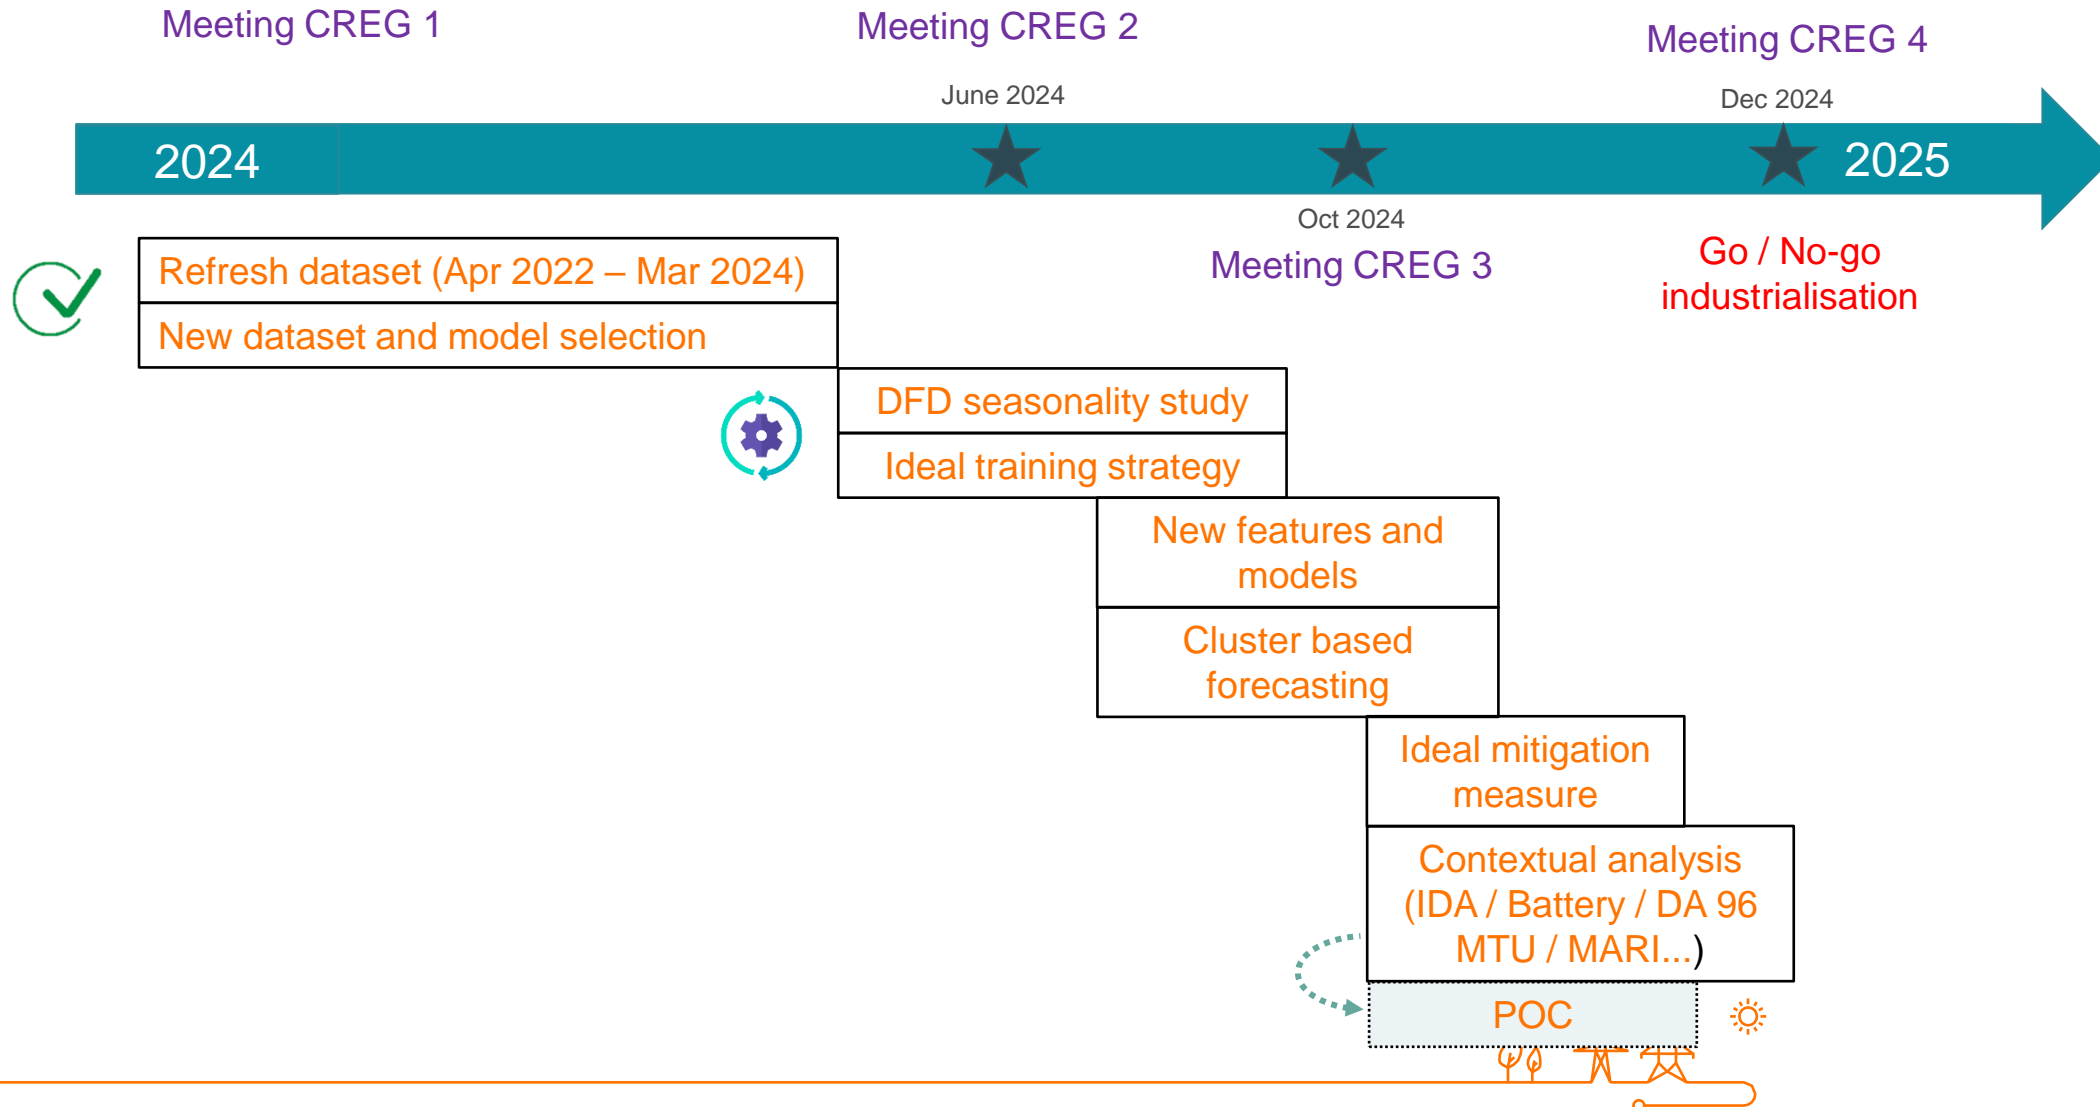 Meeting CREG 1
Meeting CREG 2
Meeting CREG 4
June 2024
Dec 2024
2024
2025
Oct 2024
Meeting CREG 3
Go / No-go
industrialisation
Refresh dataset (Apr 2022 – Mar 2024)
New dataset and model selection
DFD seasonality study
Ideal training strategy
New features and
models
Cluster based
forecasting
Ideal mitigation
measure
Contextual analysis
(IDA / Battery / DA 96
MTU / MARI...)
POC